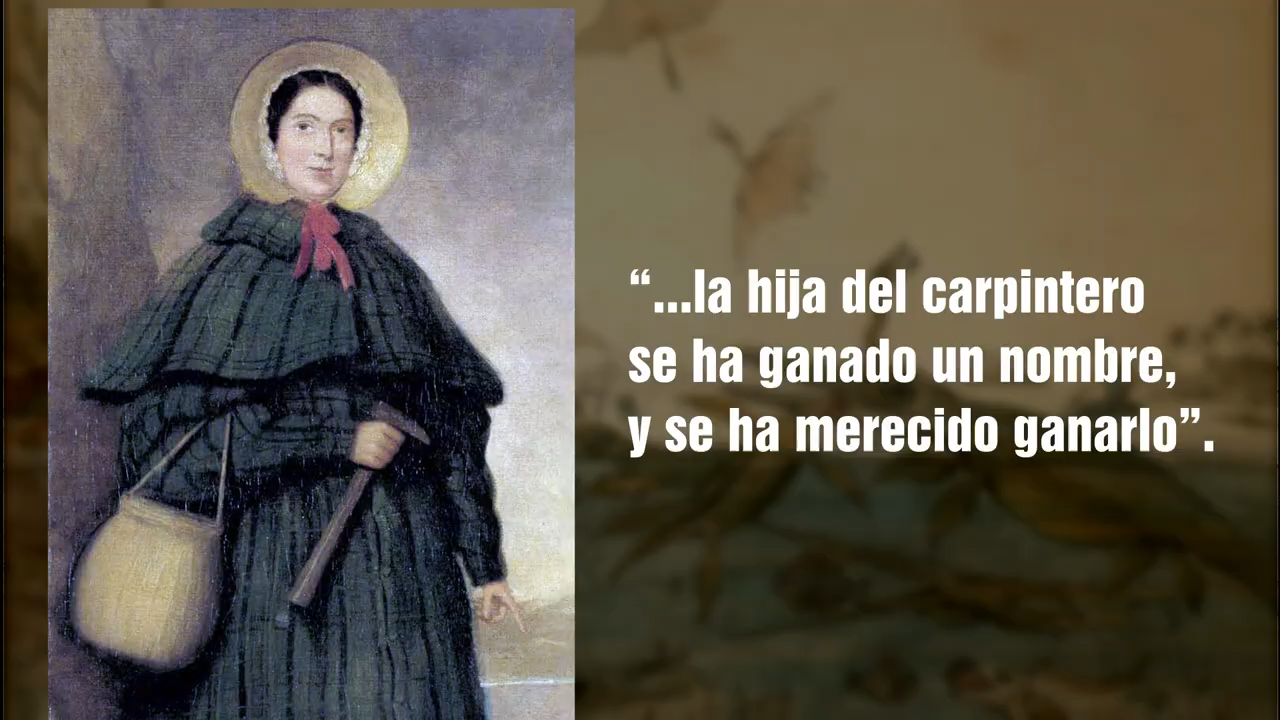 “...la hija del carpintero
se ha ganado un nombre,
y se ha merecido ganarlo”.